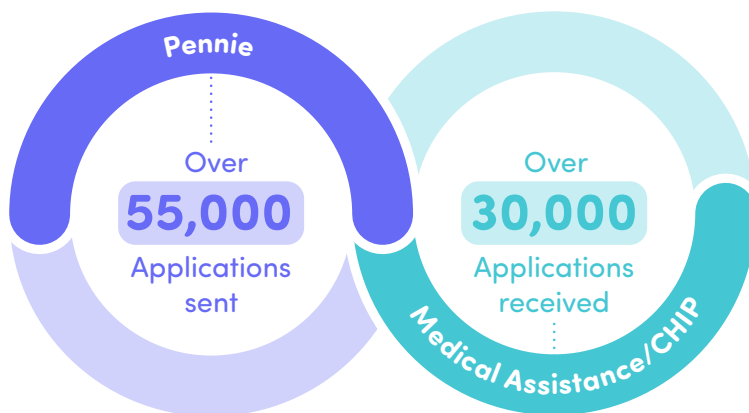 Pennie
Over
55,000
Applications
sent
Over
30,000
Applications
received
Medical Assistance/CHIP